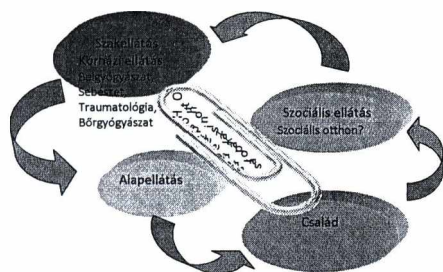 Szakellátás
Kórházi ellátás
Belgyógyászat,
Sebészet,
Traumatológia,
Bőrgyógyászat
Szociális ellátás
Szociális otthon?
Alapellátás
Család